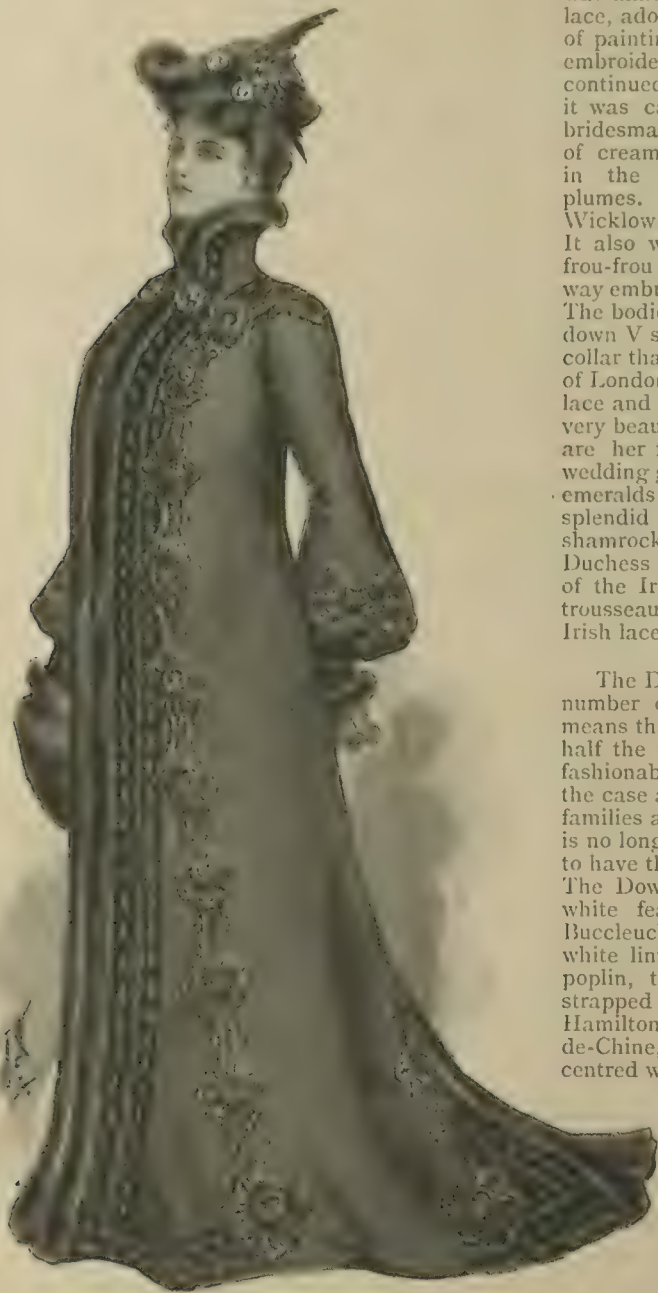 lace, ado
of paintin
embroide
continued
it was ca
bridesma
of cream
in the
plumes.
Wicklow
It also w
frou-frou
way embr
The bodic
down V s
collar tha
of London
lace and
very beau
are her
wedding g
emeralds
splendid
shamrock
Duchess
of the Ir
trousseau
Irish lace
The D
number
means th
half the
fashionab
the case a
families a
is no long
to have th
The Dow
white fea
Buccleuc
white lin
poplin, t
strapped
Hamilton
de-Chine
centred w